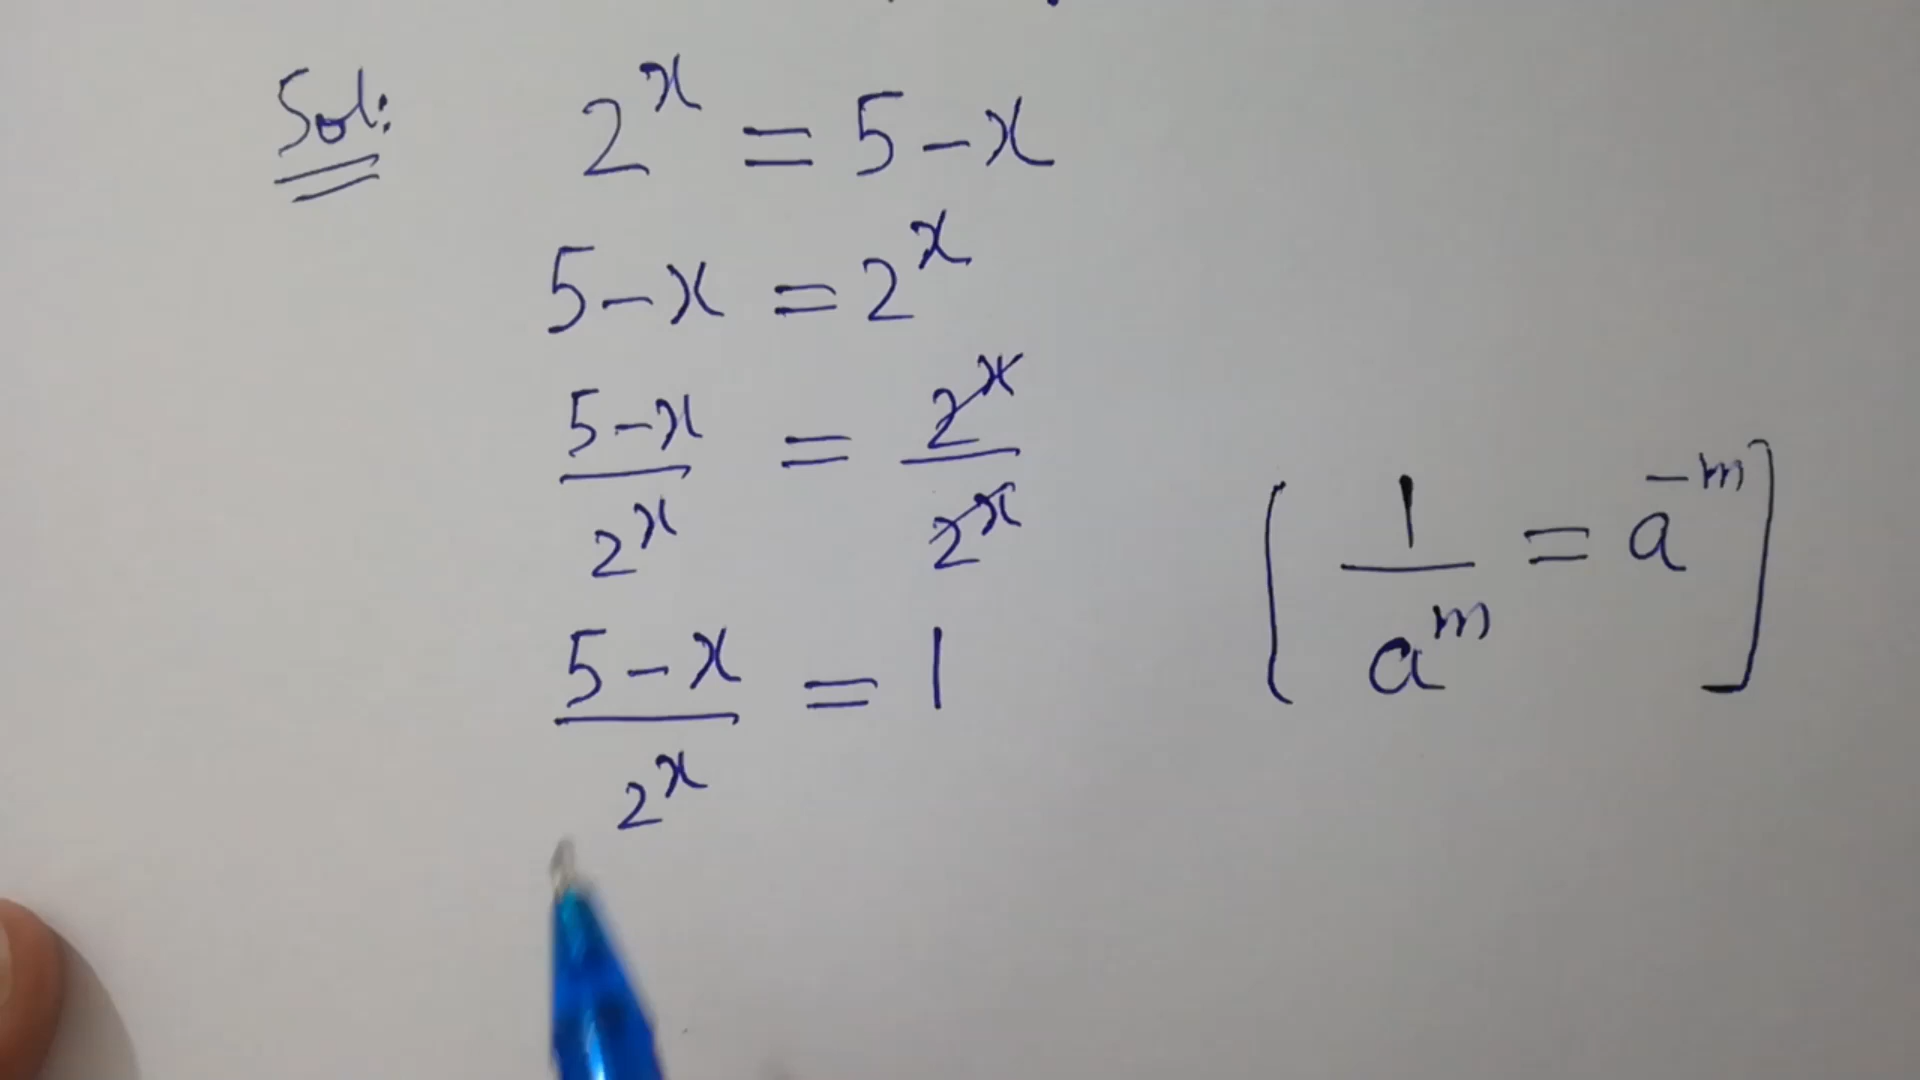 Sol: 2^x = 5 - x
5 - x = 2^x
(5 - x)/2^x = 2^x/2^x
[1/a^m = a^-m]
(5 - x)/2^x = 1